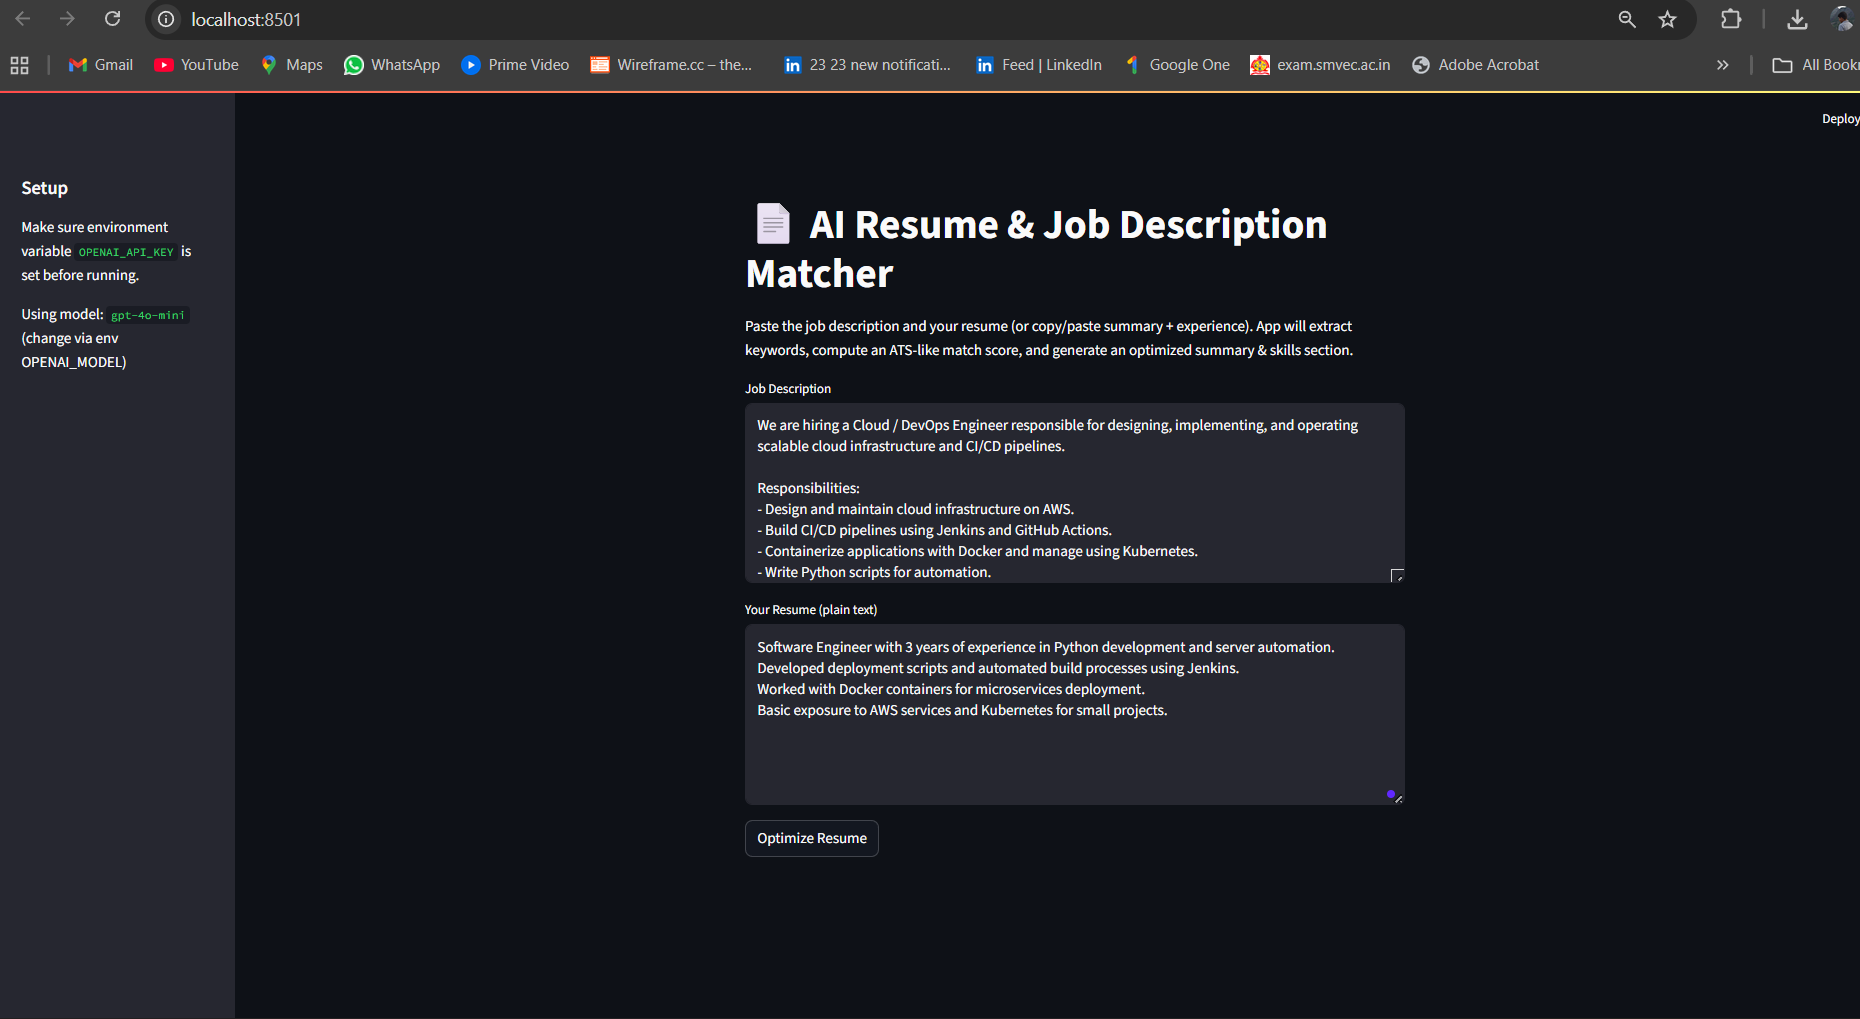 localhost:8501
Gmail
YouTube
Maps
WhatsApp
Prime Video
Wireframe.cc – the...
in 23 23 new notificati...
in Feed | LinkedIn
Google One
exam.smvec.ac.in
Adobe Acrobat
»
All Book
Deploy
Setup
Make sure environment
variable OPENAI_API_KEY is
set before running.
Using model: gpt-4o-mini
(change via env
OPENAI_MODEL)
AI Resume & Job Description
Matcher
Paste the job description and your resume (or copy/paste summary + experience). App will extract
keywords, compute an ATS-like match score, and generate an optimized summary & skills section.
Job Description
We are hiring a Cloud / DevOps Engineer responsible for designing, implementing, and operating
scalable cloud infrastructure and CI/CD pipelines.
Responsibilities:
- Design and maintain cloud infrastructure on AWS.
- Build CI/CD pipelines using Jenkins and GitHub Actions.
- Containerize applications with Docker and manage using Kubernetes.
- Write Python scripts for automation.
Your Resume (plain text)
Software Engineer with 3 years of experience in Python development and server automation.
Developed deployment scripts and automated build processes using Jenkins.
Worked with Docker containers for microservices deployment.
Basic exposure to AWS services and Kubernetes for small projects.
Optimize Resume